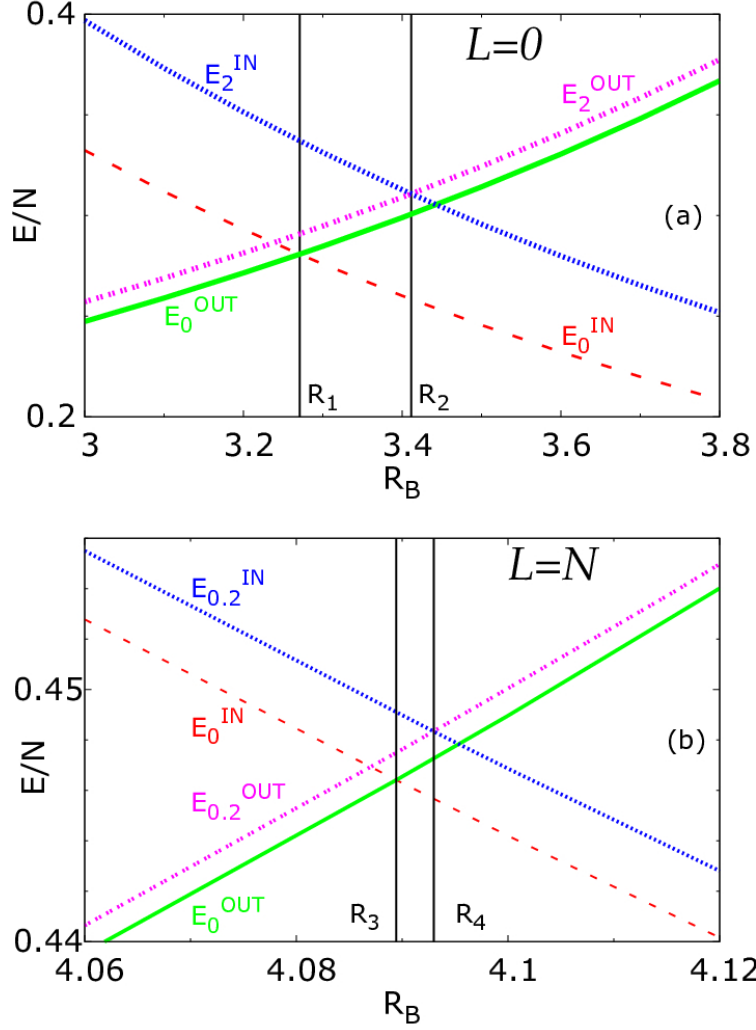 0.4
L=0
E₂ᴵᴺ
E₂ᴼᵁᵀ
E/N
(a)
E₀ᴼᵁᵀ
E₀ᴵᴺ
R₁
R₂
0.2
3
3.2
3.4
3.6
3.8
R_B
L=N
E₀.₂ᴵᴺ
0.45
E₀ᴵᴺ
E/N
(b)
E₀.₂ᴼᵁᵀ
E₀ᴼᵁᵀ
R₃
R₄
0.44
4.06
4.08
4.1
4.12
R_B